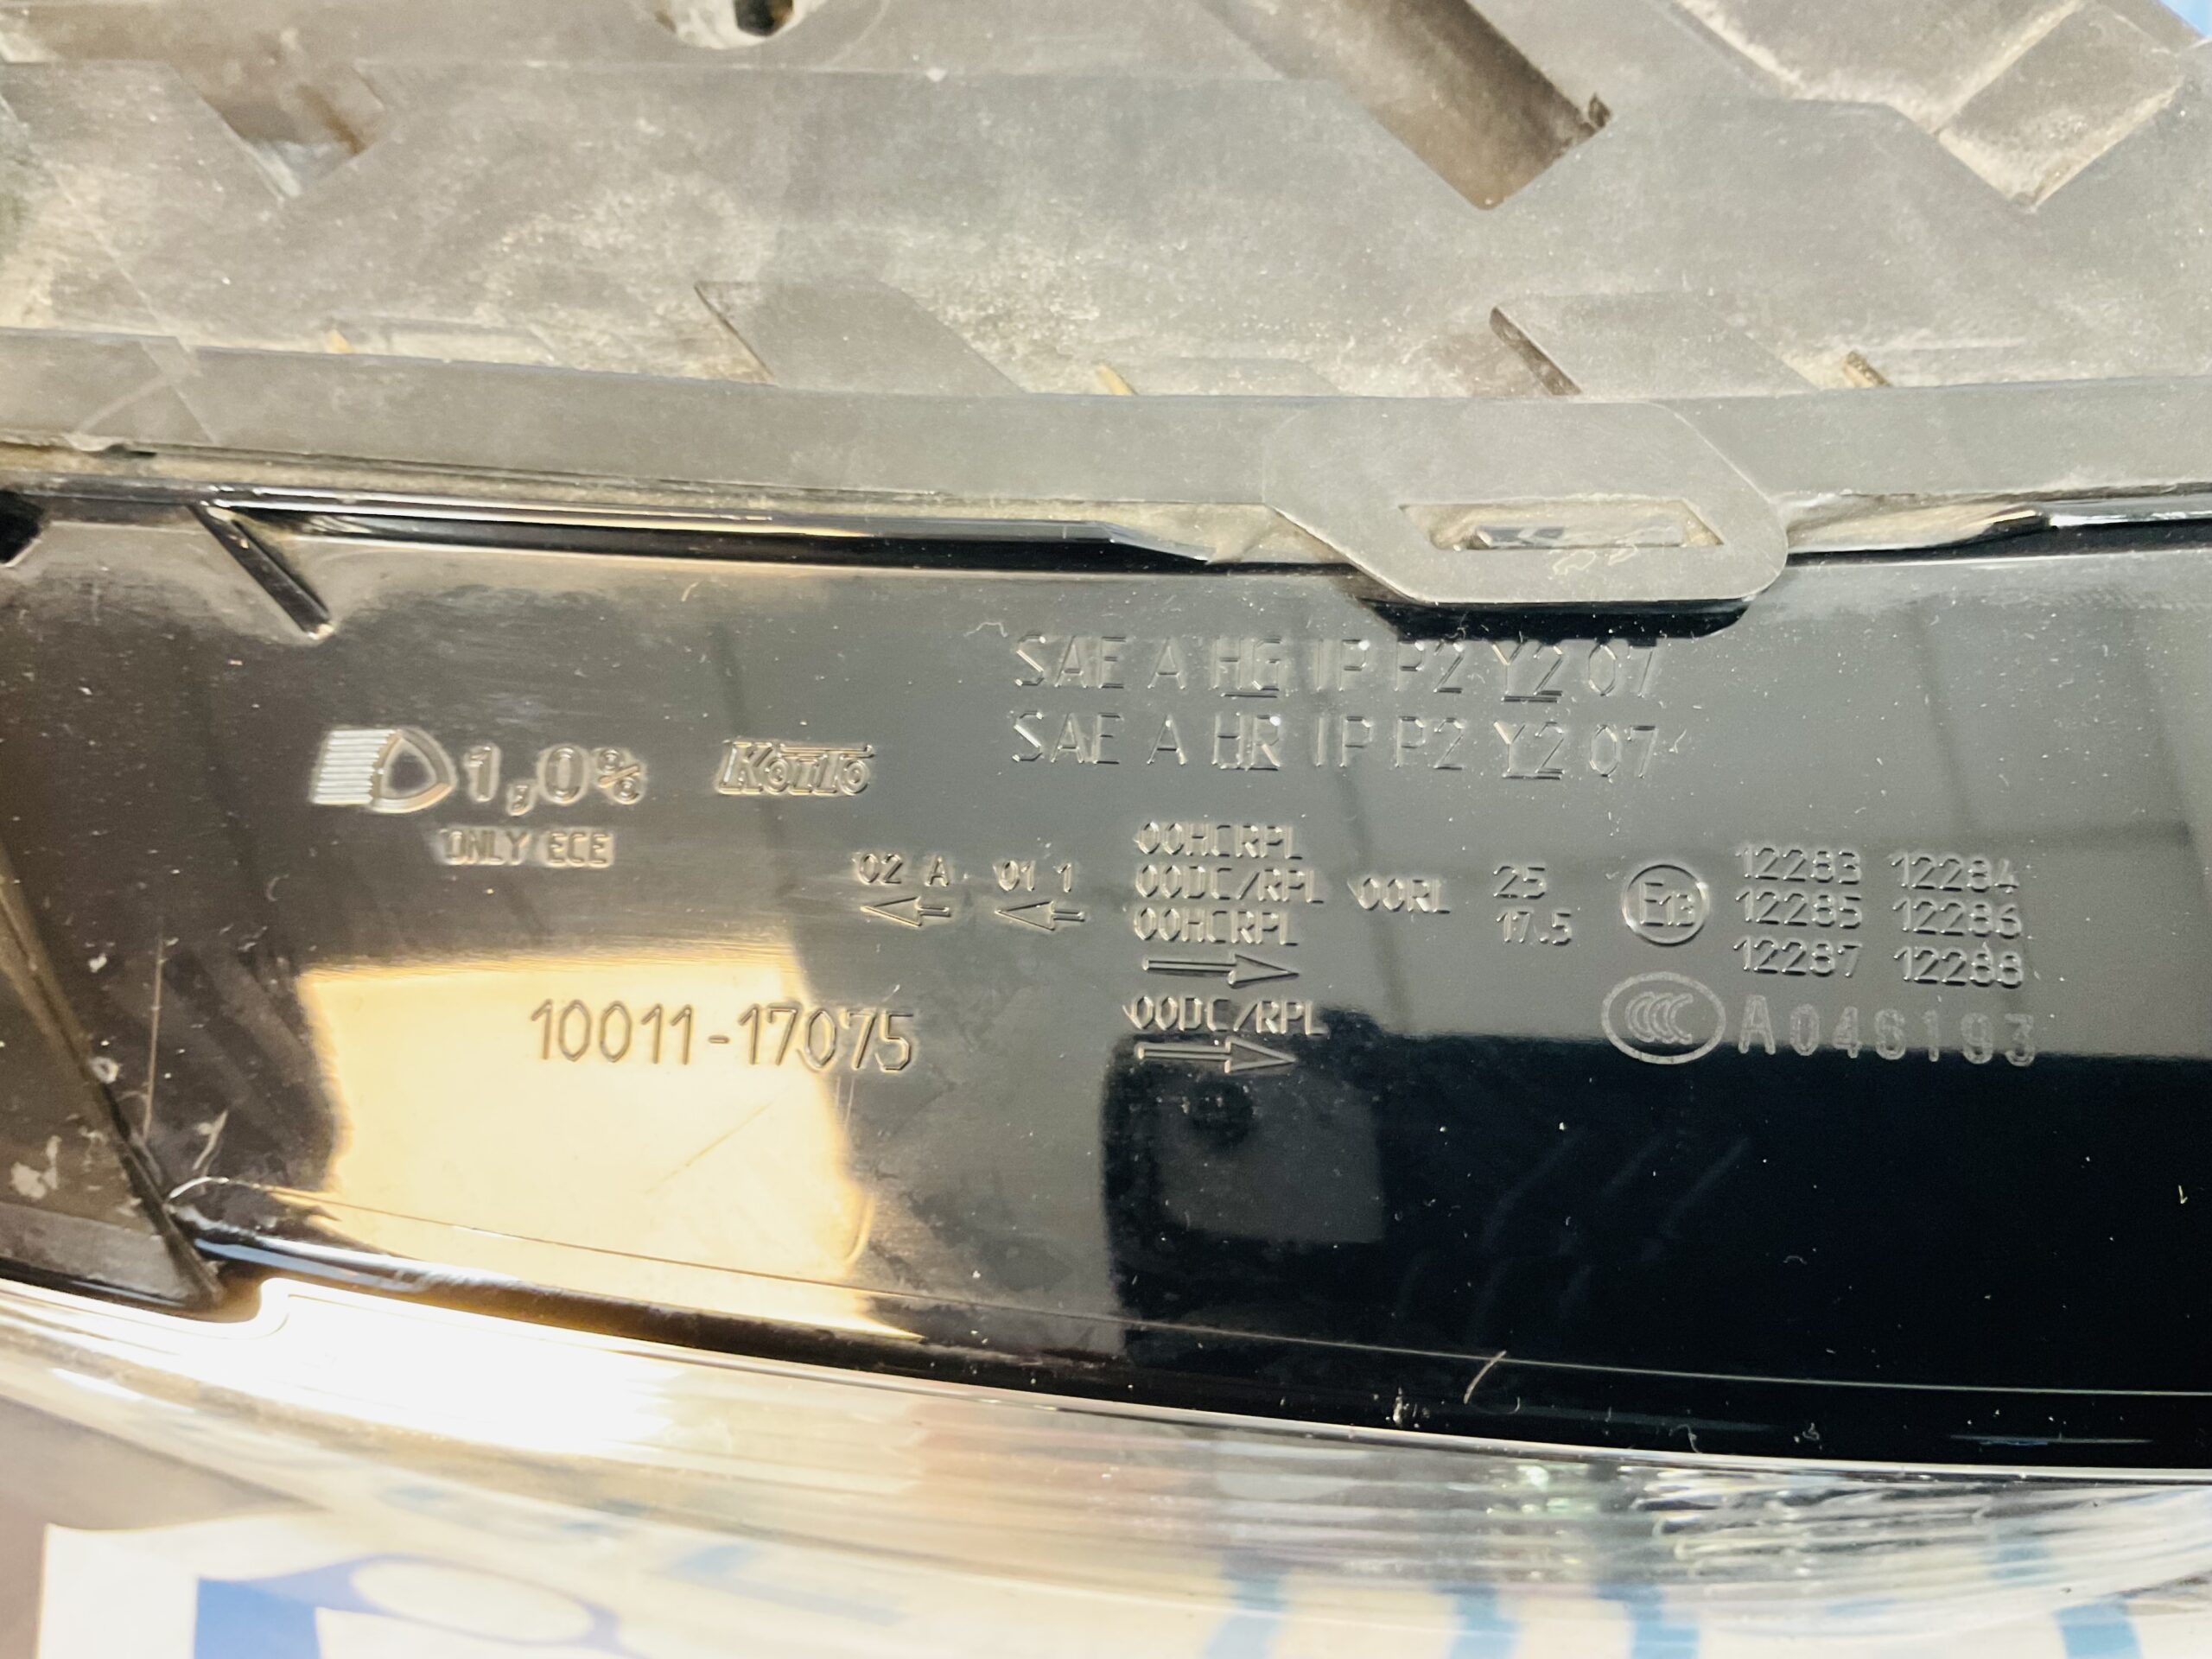 SAE A HG IP P2 Y2 07
SAE A HR IP P2 Y2 07
1,0%
KOITO
ONLY ECE
02 A
01 1
00HCRPL
00DC/RPL
00HCRPL
00RL
25
17.5
E13
12283 12284
12285 12286
12287 12288
00DC/RPL
CCC
A046193
10011-17075